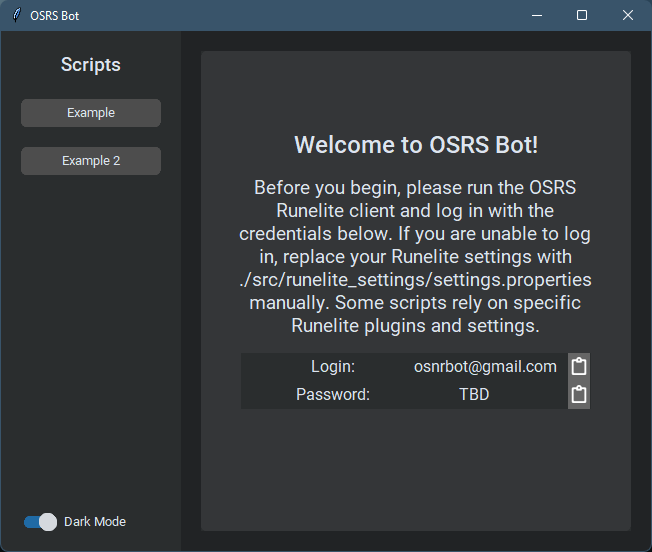 OSRS Bot
Scripts
Example
Example 2
Dark Mode
Welcome to OSRS Bot!
Before you begin, please run the OSRS
Runelite client and log in with the
credentials below. If you are unable to log
in, replace your Runelite settings with
./src/runelite_settings/settings.properties
manually. Some scripts rely on specific
Runelite plugins and settings.
Login: osnrbot@gmail.com
Password: TBD